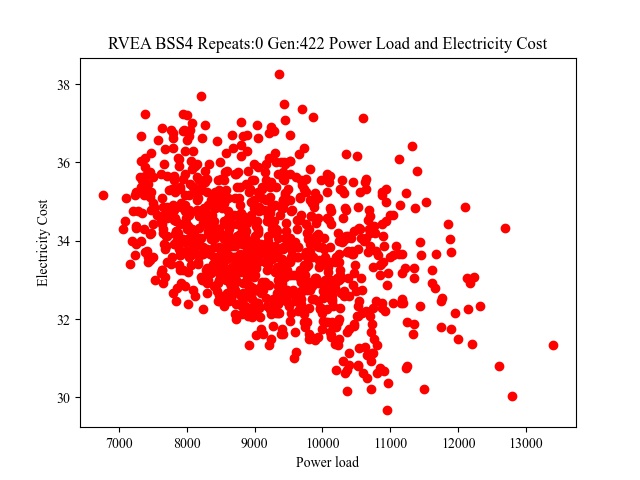 RVEA BSS4 Repeats:0 Gen:422 Power Load and Electricity Cost
38
36
34
32
30
Electricity Cost
7000 8000 9000 10000 11000 12000 13000
Power load